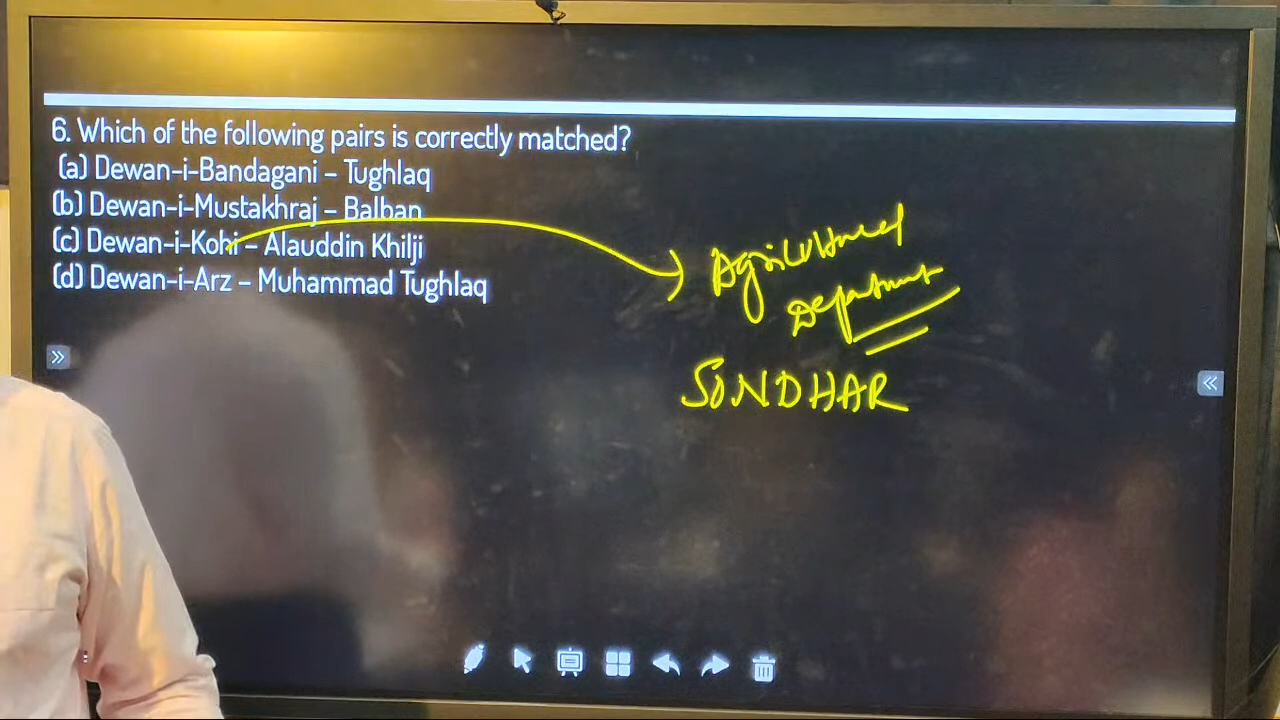 6. Which of the following pairs is correctly matched?
(a) Dewan-i-Bandagani – Tughlaq
(b) Dewan-i-Mustakhraj – Balban
(c) Dewan-i-Kohi – Alauddin Khilji
(d) Dewan-i-Arz – Muhammad Tughlaq
Agricultural
Department
SONDHAR